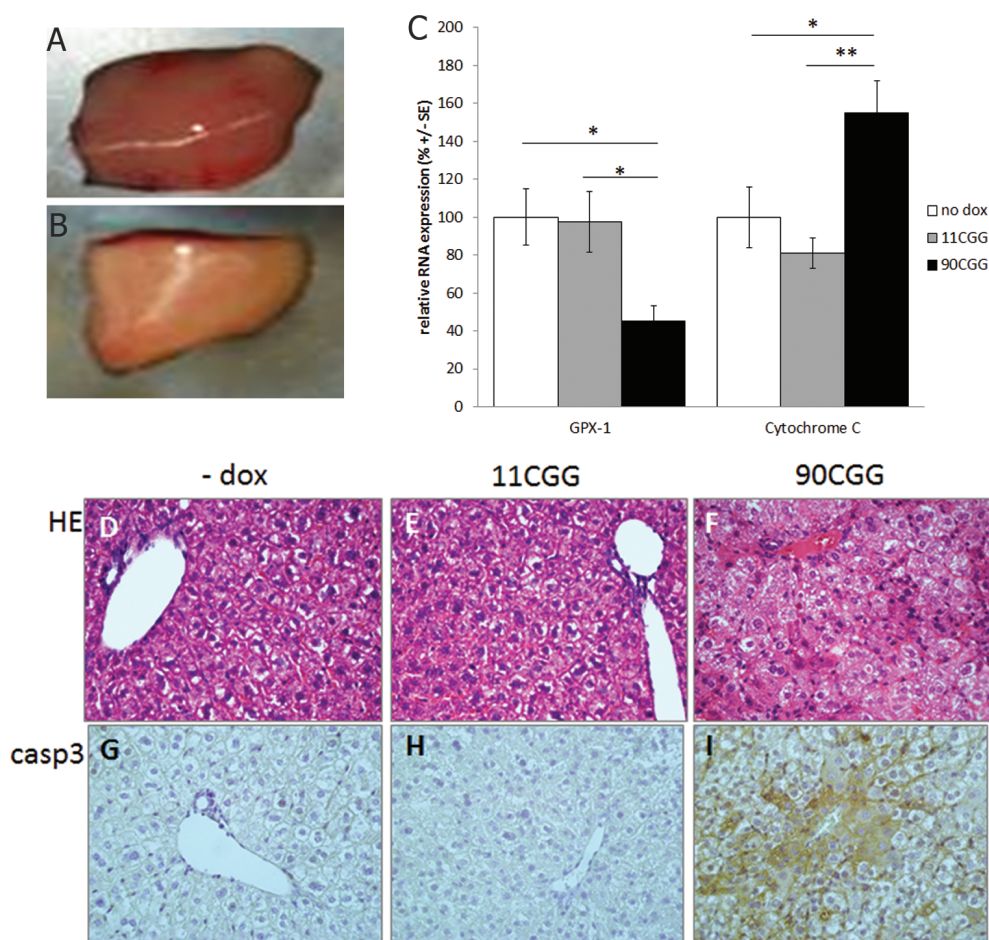 A
B
C
relative RNA expression (% +/- SE)
200
180
160
140
120
100
80
60
40
20
0
*
**
*
*
GPX-1
Cytochrome C
no dox
11CGG
90CGG
- dox
11CGG
90CGG
HE
D
E
F
casp3
G
H
I